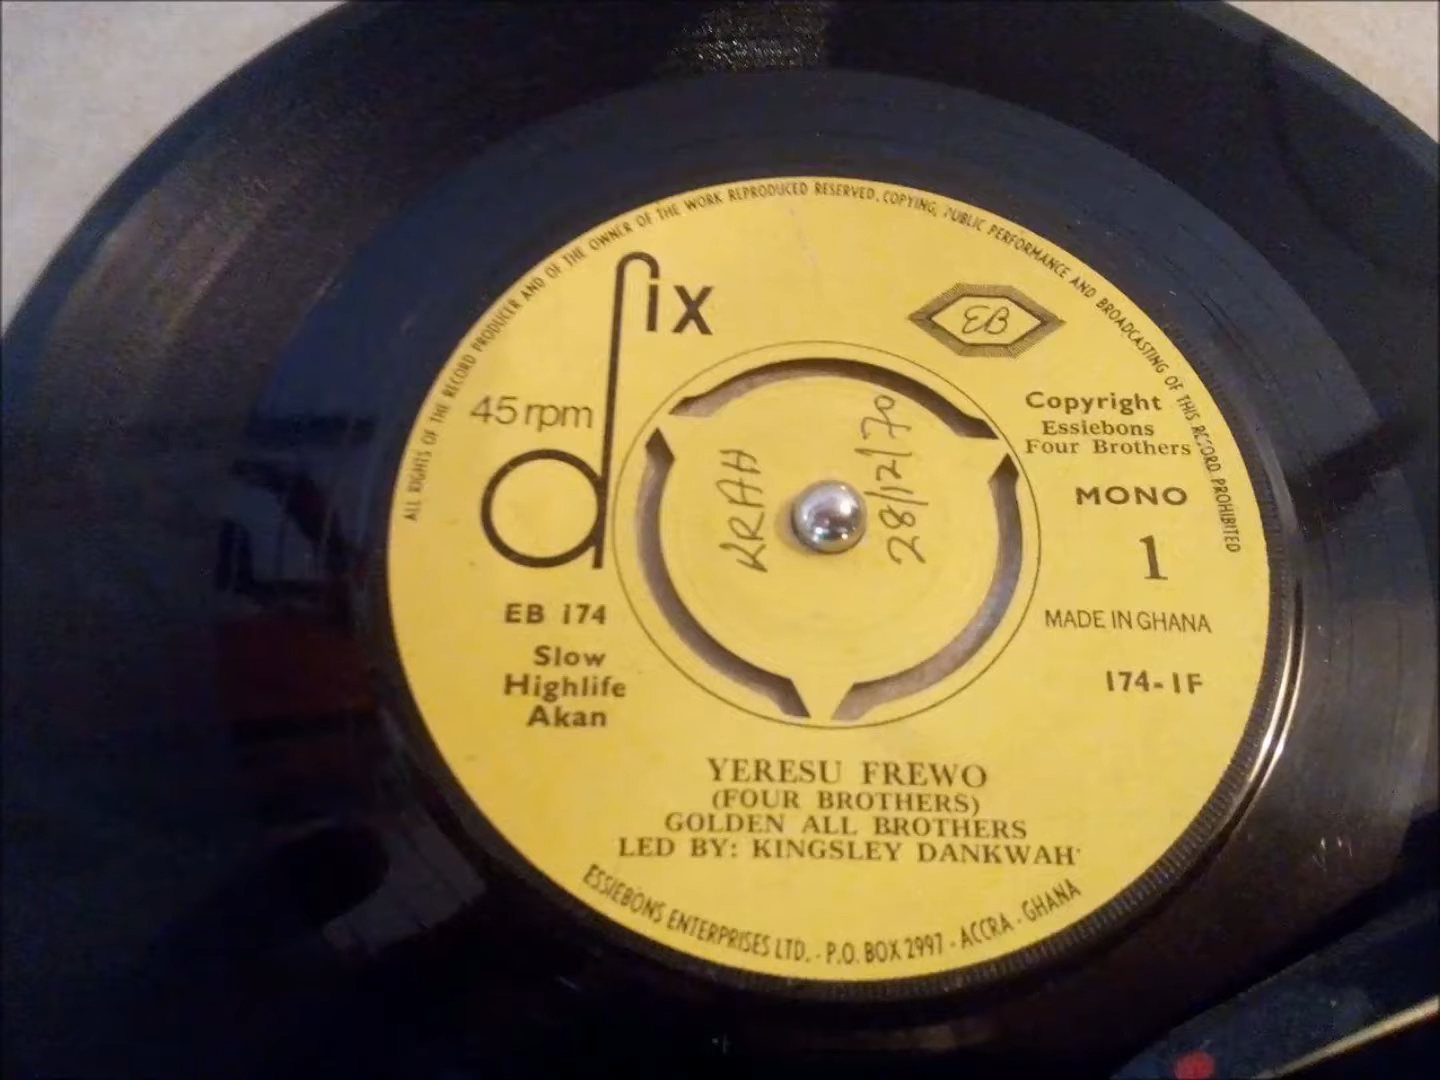 ALL RIGHTS OF THE RECORD PRODUCER AND OF THE OWNER OF THE WORK REPRODUCED RESERVED. COPYING, PUBLIC PERFORMANCE AND BROADCASTING OF THIS RECORD PROHIBITED
dix
EB
45 rpm
Copyright
Essiebons
Four Brothers
MONO
1
KRAH
28/12/70
EB 174
MADE IN GHANA
Slow
Highlife
Akan
174-1F
YERESU FREWO
(FOUR BROTHERS)
GOLDEN ALL BROTHERS
LED BY: KINGSLEY DANKWAH
ESSIEBONS ENTERPRISES LTD. - P.O. BOX 2997 - ACCRA - GHANA